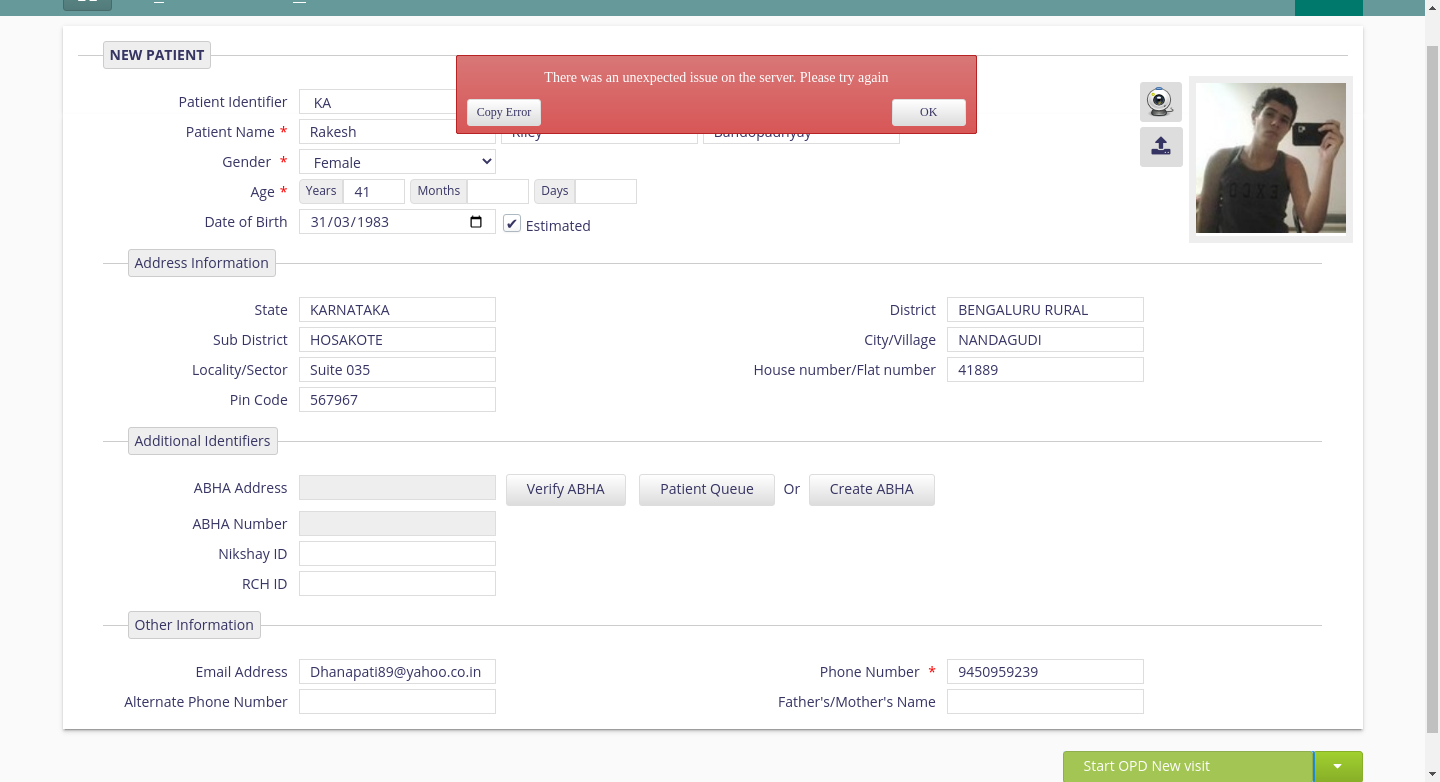 NEW PATIENT
There was an unexpected issue on the server. Please try again
Copy Error OK
Patient Identifier KA
Patient Name * Rakesh Riley Bandopadhyay
Gender * Female
Age * Years 41 Months Days
Date of Birth 31/03/1983 ✔ Estimated
Address Information
State KARNATAKA District BENGALURU RURAL
Sub District HOSAKOTE City/Village NANDAGUDI
Locality/Sector Suite 035 House number/Flat number 41889
Pin Code 567967
Additional Identifiers
ABHA Address Verify ABHA Patient Queue Or Create ABHA
ABHA Number
Nikshay ID
RCH ID
Other Information
Email Address Dhanapati89@yahoo.co.in Phone Number * 9450959239
Alternate Phone Number Father's/Mother's Name
Start OPD New visit